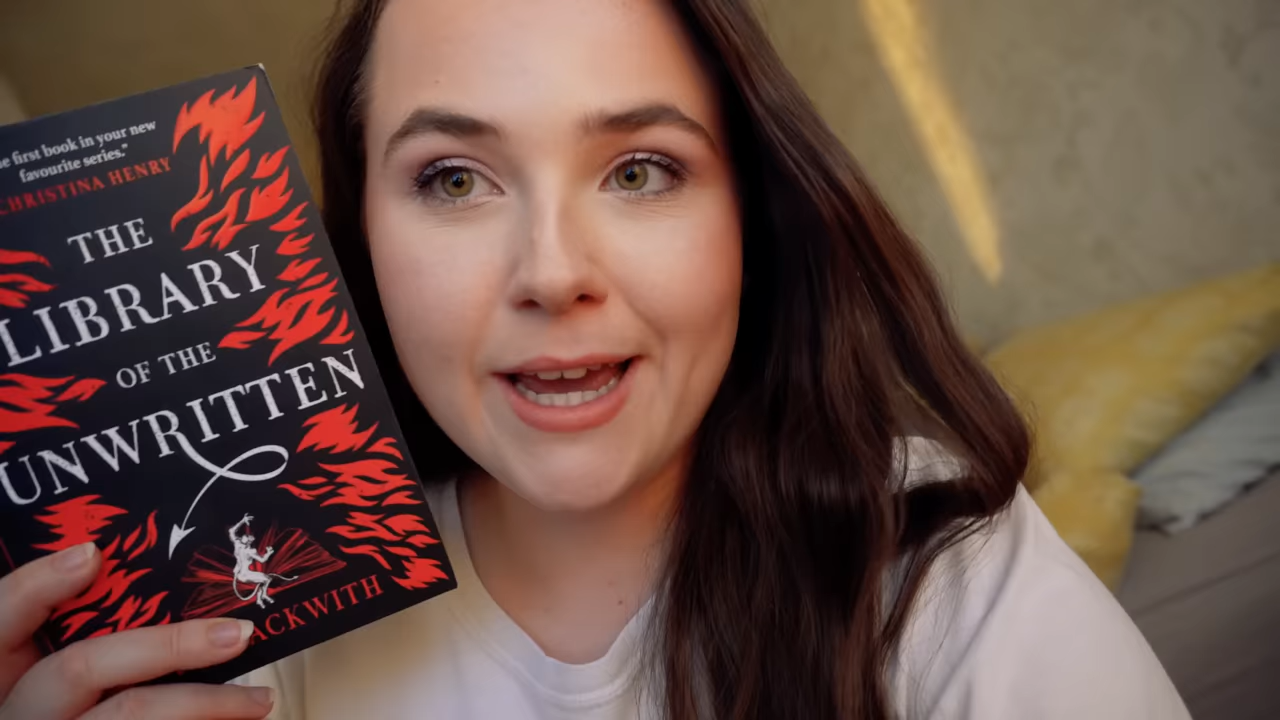 e first book in your new
favourite series."
CHRISTINA HENRY
THE
LIBRARY
OF THE
UNWRITTEN
ACKWITH